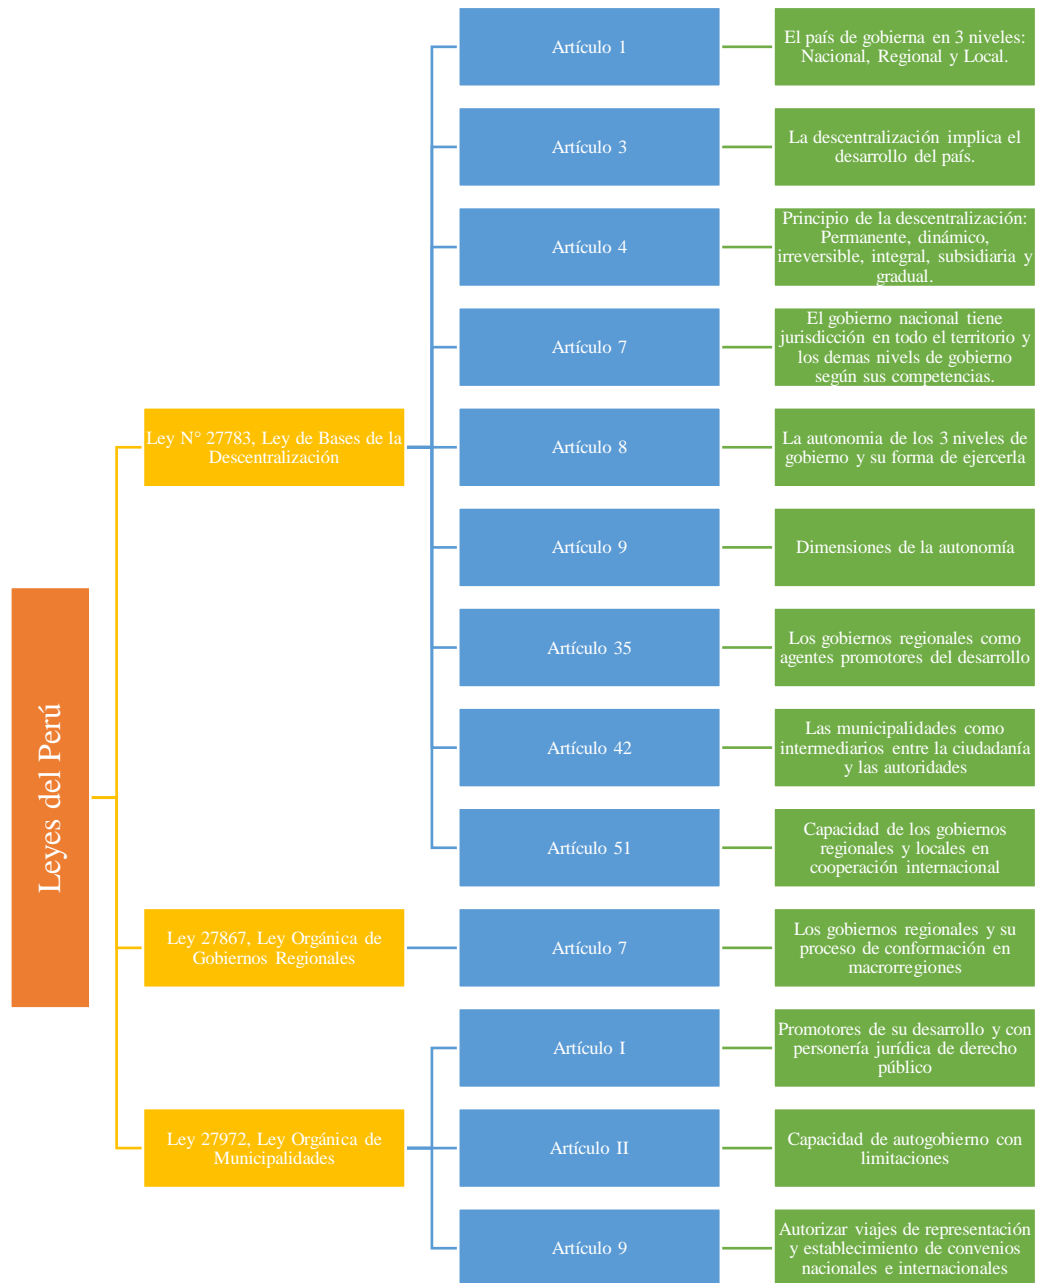 Leyes del Perú
Ley N° 27783, Ley de Bases de la
Descentralización
Artículo 1
El país de gobierna en 3 niveles:
Nacional, Regional y Local.
Artículo 3
La descentralización implica el
desarrollo del país.
Artículo 4
Principio de la descentralización:
Permanente, dinámico,
irreversible, integral, subsidiaria y
gradual.
Artículo 7
El gobierno nacional tiene
jurisdicción en todo el territorio y
los demas nivels de gobierno
según sus competencias.
Artículo 8
La autonomia de los 3 niveles de
gobierno y su forma de ejercerla
Artículo 9
Dimensiones de la autonomía
Artículo 35
Los gobiernos regionales como
agentes promotores del desarrollo
Artículo 42
Las municipalidades como
intermediarios entre la ciudadanía
y las autoridades
Artículo 51
Capacidad de los gobiernos
regionales y locales en
cooperación internacional
Ley 27867, Ley Orgánica de
Gobiernos Regionales
Artículo 7
Los gobiernos regionales y su
proceso de conformación en
macrorregiones
Ley 27972, Ley Orgánica de
Municipalidades
Artículo I
Promotores de su desarrollo y con
personería jurídica de derecho
público
Artículo II
Capacidad de autogobierno con
limitaciones
Artículo 9
Autorizar viajes de representación
y establecimiento de convenios
nacionales e internacionales